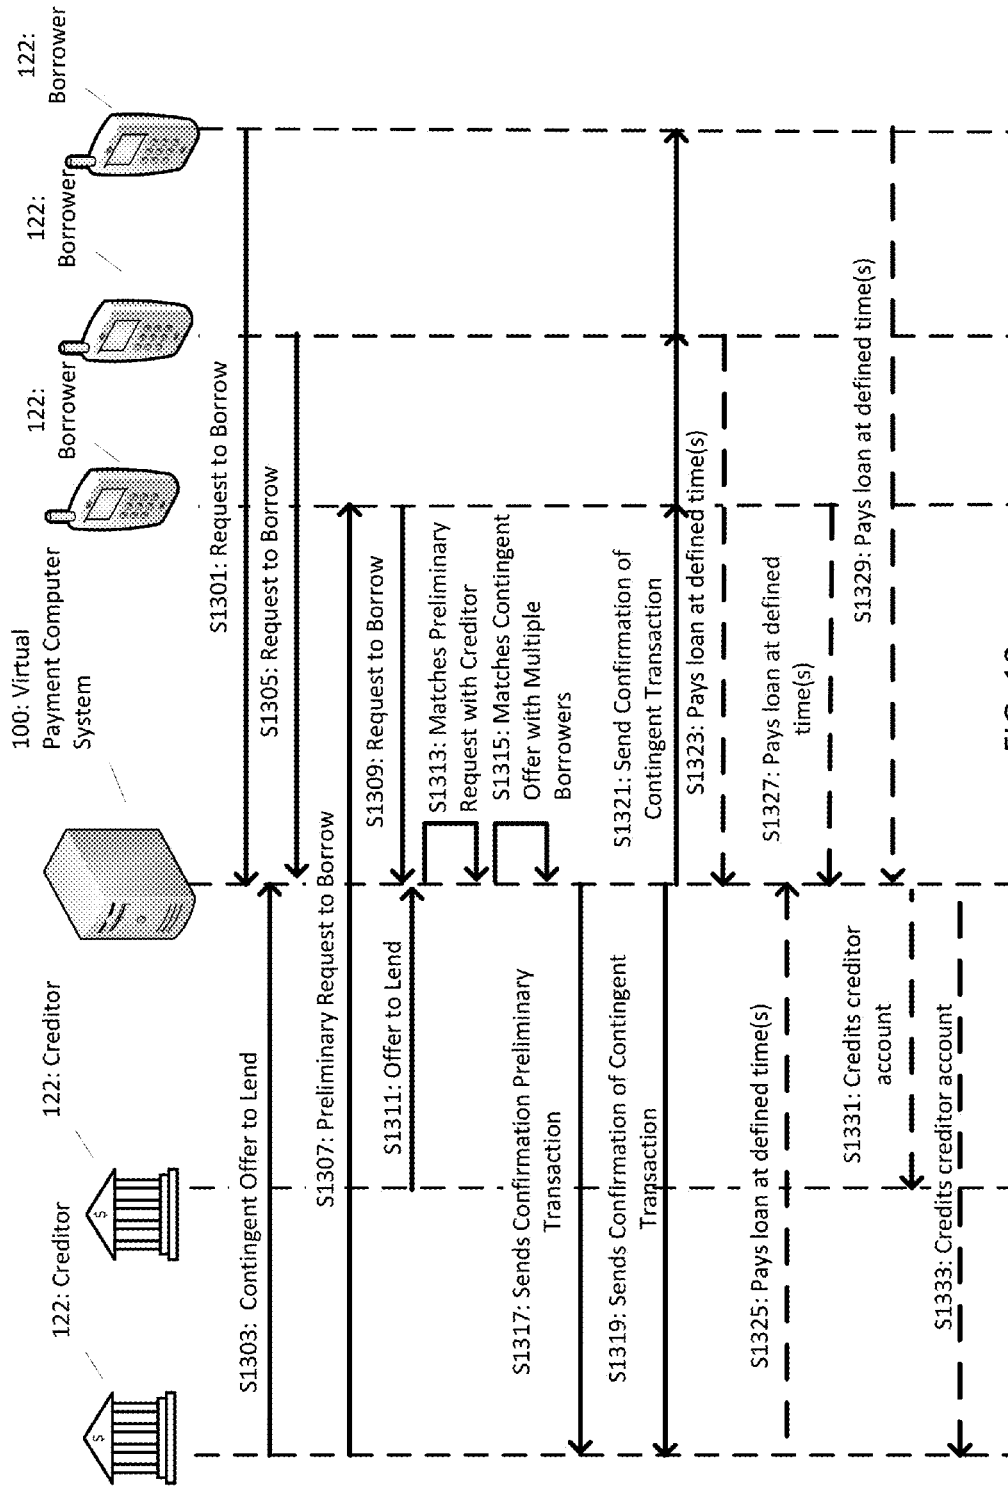 122: Creditor
122: Creditor
100: Virtual
Payment Computer
System
122:
Borrower
122:
Borrower
122:
Borrower
S1301: Request to Borrow
S1303: Contingent Offer to Lend
S1305: Request to Borrow
S1307: Preliminary Request to Borrow
S1309: Request to Borrow
S1311: Offer to Lend
S1313: Matches Preliminary
Request with Creditor
S1315: Matches Contingent
Offer with Multiple
Borrowers
S1317: Sends Confirmation Preliminary
Transaction
S1319: Sends Confirmation of Contingent
Transaction
S1321: Send Confirmation of
Contingent Transaction
S1323: Pays loan at defined time(s)
S1325: Pays loan at defined time(s)
S1327: Pays loan at defined
time(s)
S1329: Pays loan at defined time(s)
S1331: Credits creditor
account
S1333: Credits creditor account
$
$